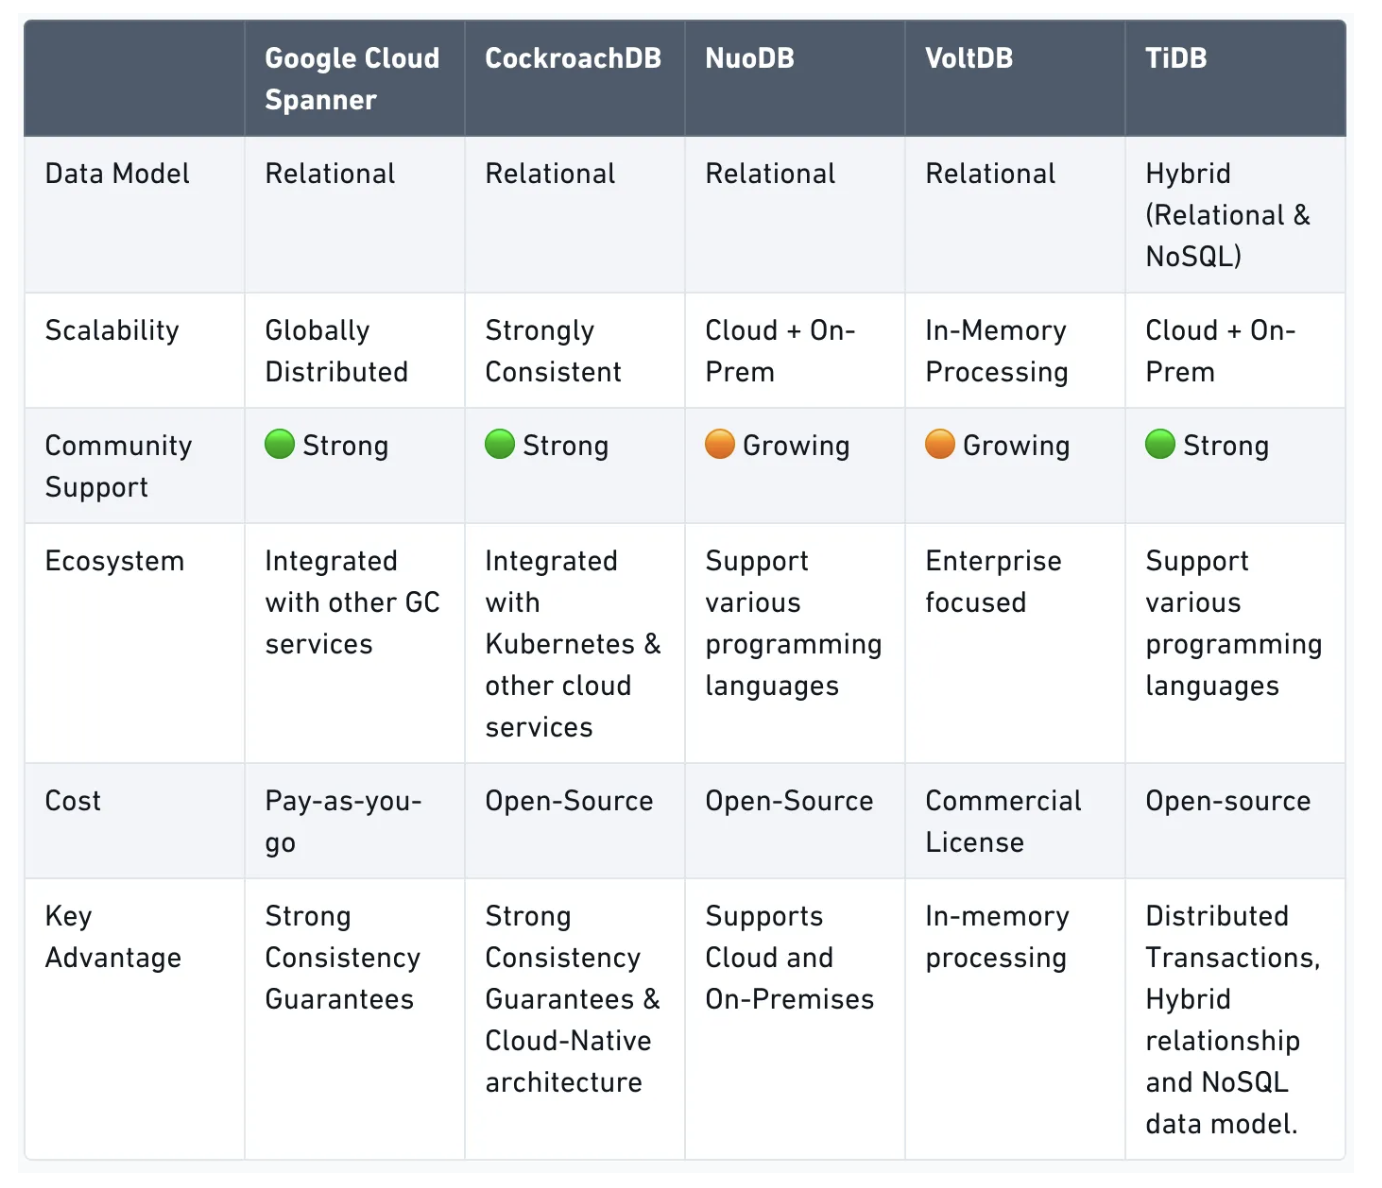 Google Cloud Spanner
CockroachDB
NuoDB
VoltDB
TiDB
Data Model
Relational
Relational
Relational
Relational
Hybrid
(Relational &
NoSQL)
Scalability
Globally
Distributed
Strongly
Consistent
Cloud + On-
Prem
In-Memory
Processing
Cloud + On-
Prem
Community
Support
Strong
Strong
Growing
Growing
Strong
Ecosystem
Integrated
with other GC
services
Integrated
with
Kubernetes &
other cloud
services
Support
various
programming
languages
Enterprise
focused
Support
various
programming
languages
Cost
Pay-as-you-
go
Open-Source
Open-Source
Commercial
License
Open-source
Key
Advantage
Strong
Consistency
Guarantees
Strong
Consistency
Guarantees &
Cloud-Native
architecture
Supports
Cloud and
On-Premises
In-memory
processing
Distributed
Transactions,
Hybrid
relationship
and NoSQL
data model.